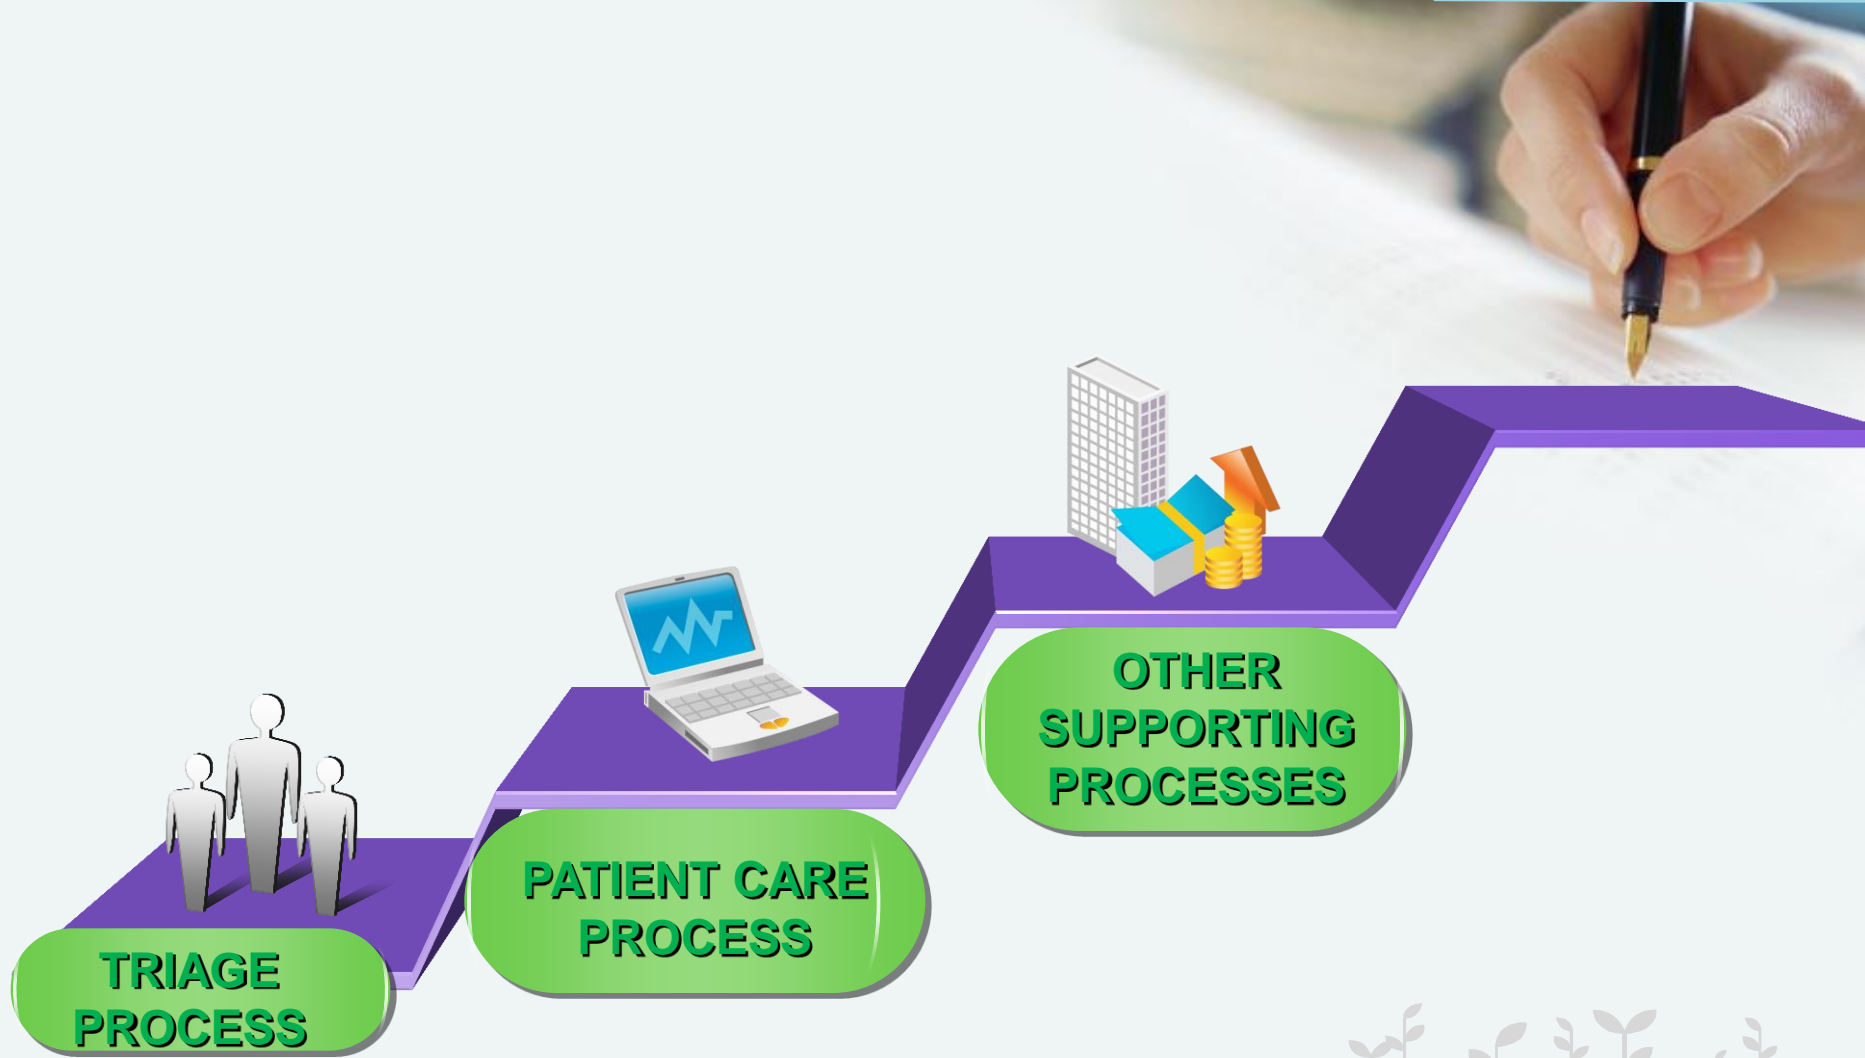 TRIAGE
PROCESS
PATIENT CARE
PROCESS
OTHER
SUPPORTING
PROCESSES